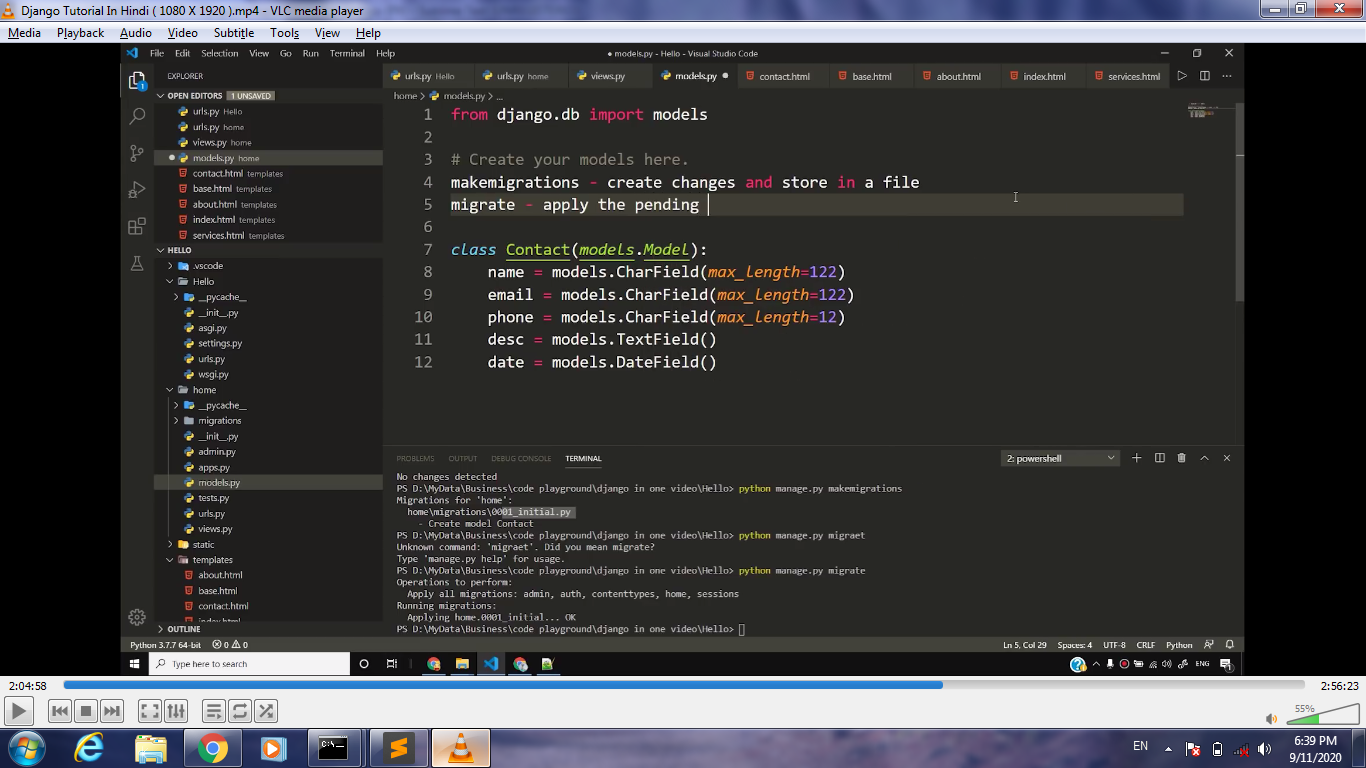 Django Tutorial In Hindi ( 1080 X 1920 ).mp4 - VLC media player
Media Playback Audio Video Subtitle Tools View Help
File Edit Selection View Go Run Terminal Help
● models.py - Hello - Visual Studio Code
EXPLORER
OPEN EDITORS 1 UNSAVED
urls.py Hello
urls.py home
views.py home
models.py home
contact.html templates
base.html templates
about.html templates
index.html templates
services.html templates
HELLO
.vscode
Hello
__pycache__
__init__.py
asgi.py
settings.py
urls.py
wsgi.py
home
__pycache__
migrations
__init__.py
admin.py
apps.py
models.py
tests.py
urls.py
views.py
static
templates
about.html
base.html
contact.html
index.html
OUTLINE
urls.py Hello urls.py home views.py models.py ● contact.html base.html about.html index.html services.html
home > models.py > ...
1 from django.db import models
2
3 # Create your models here.
4 makemigrations - create changes and store in a file
5 migrate - apply the pending
6
7 class Contact(models.Model):
8 name = models.CharField(max_length=122)
9 email = models.CharField(max_length=122)
10 phone = models.CharField(max_length=12)
11 desc = models.TextField()
12 date = models.DateField()
PROBLEMS OUTPUT DEBUG CONSOLE TERMINAL 2: powershell
No changes detected
PS D:\MyData\Business\code playground\django in one video\Hello> python manage.py makemigrations
Migrations for 'home':
home\migrations\0001_initial.py
- Create model Contact
PS D:\MyData\Business\code playground\django in one video\Hello> python manage.py migraet
Unknown command: 'migraet'. Did you mean migrate?
Type 'manage.py help' for usage.
PS D:\MyData\Business\code playground\django in one video\Hello> python manage.py migrate
Operations to perform:
Apply all migrations: admin, auth, contenttypes, home, sessions
Running migrations:
Applying home.0001_initial... OK
PS D:\MyData\Business\code playground\django in one video\Hello>
Python 3.7.7 64-bit 0 0 Ln 5, Col 29 Spaces: 4 UTF-8 CRLF Python
Type here to search ENG
2:04:58 2:56:23
55%
EN 6:39 PM
9/11/2020